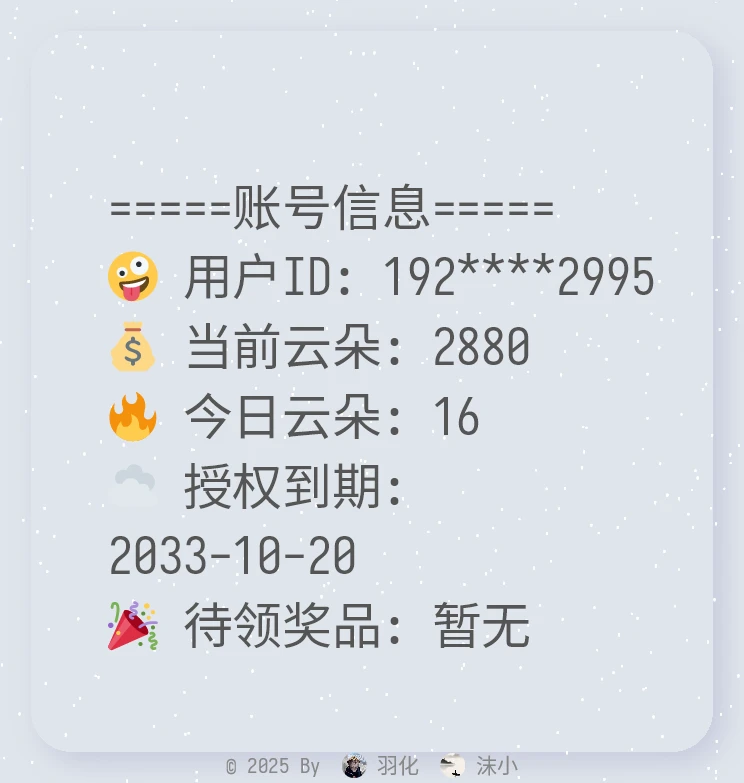 =====账号信息=====
🤪 用户ID: 192****2995
💰 当前云朵: 2880
🔥 今日云朵: 16
☁️ 授权到期:
2033-10-20
🎉 待领奖品: 暂无
© 2025 By 羽化 沫小